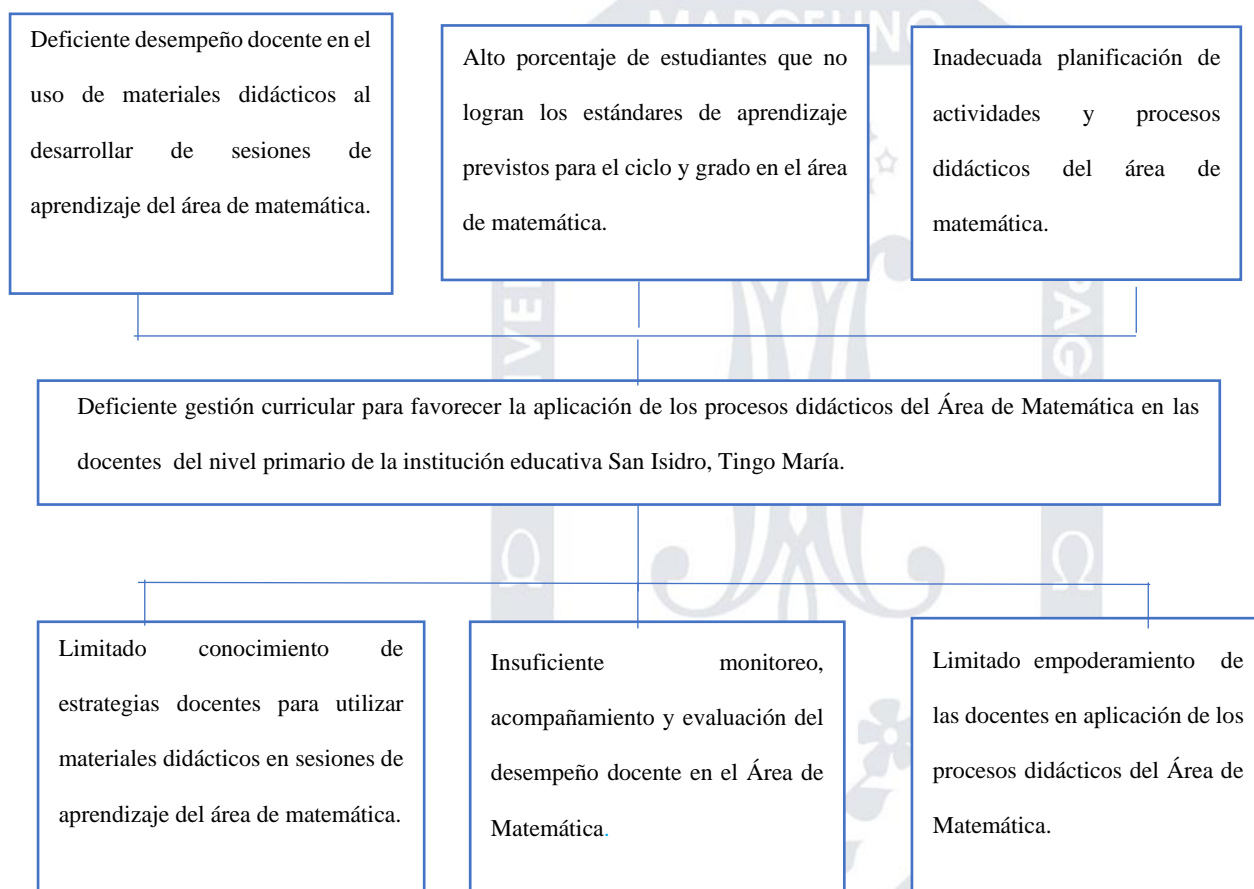 MARCELINO
Deficiente desempeño docente en el
uso de materiales didácticos al
desarrollar de sesiones de
aprendizaje del área de matemática.
Alto porcentaje de estudiantes que no
logran los estándares de aprendizaje
previstos para el ciclo y grado en el área
de matemática.
Inadecuada planificación de
actividades y procesos
didácticos del área de
matemática.
Deficiente gestión curricular para favorecer la aplicación de los procesos didácticos del Área de Matemática en las
docentes del nivel primario de la institución educativa San Isidro, Tingo María.
Limitado conocimiento de
estrategias docentes para utilizar
materiales didácticos en sesiones de
aprendizaje del área de matemática.
Insuficiente monitoreo,
acompañamiento y evaluación del
desempeño docente en el Área de
Matemática.
Limitado empoderamiento de
las docentes en aplicación de los
procesos didácticos del Área de
Matemática.